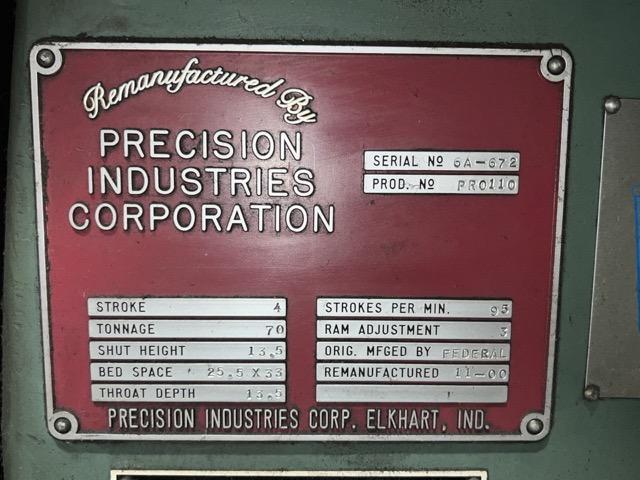 Remanufactured By
PRECISION
INDUSTRIES
CORPORATION
SERIAL Nº 6A-672
PROD. Nº PRO110
STROKE 4
TONNAGE 70
SHUT HEIGHT 13.5
BED SPACE 25.5 X 33
THROAT DEPTH 13.5
STROKES PER MIN. 95
RAM ADJUSTMENT 3
ORIG. MFGED BY FEDERAL
REMANUFACTURED 11-00
PRECISION INDUSTRIES CORP. ELKHART, IND.